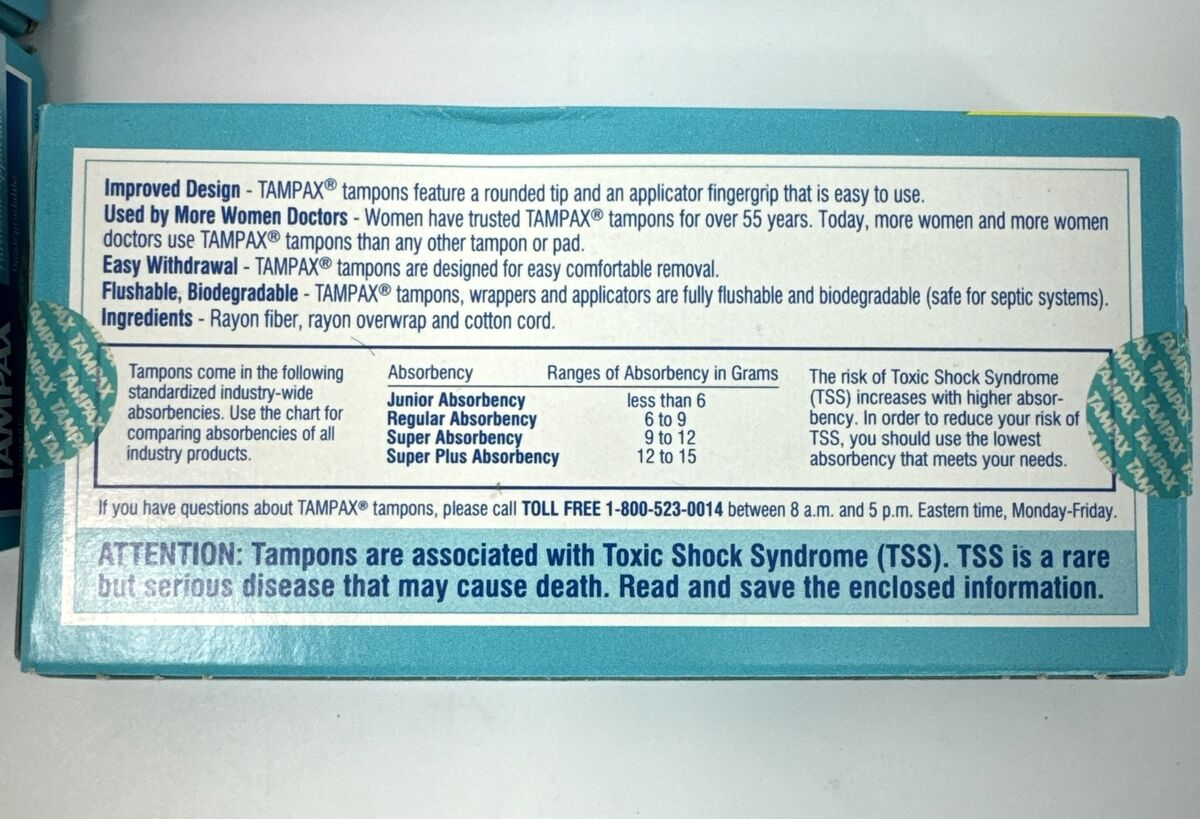 Improved Design - TAMPAX® tampons feature a rounded tip and an applicator fingergrip that is easy to use.
Used by More Women Doctors - Women have trusted TAMPAX® tampons for over 55 years. Today, more women and more women
doctors use TAMPAX® tampons than any other tampon or pad.
Easy Withdrawal - TAMPAX® tampons are designed for easy comfortable removal.
Flushable, Biodegradable - TAMPAX® tampons, wrappers and applicators are fully flushable and biodegradable (safe for septic systems).
Ingredients - Rayon fiber, rayon overwrap and cotton cord.
Tampons come in the following
standardized industry-wide
absorbencies. Use the chart for
comparing absorbencies of all
industry products.
Absorbency Ranges of Absorbency in Grams
Junior Absorbency less than 6
Regular Absorbency 6 to 9
Super Absorbency 9 to 12
Super Plus Absorbency 12 to 15
The risk of Toxic Shock Syndrome
(TSS) increases with higher absor-
bency. In order to reduce your risk of
TSS, you should use the lowest
absorbency that meets your needs.
If you have questions about TAMPAX® tampons, please call TOLL FREE 1-800-523-0014 between 8 a.m. and 5 p.m. Eastern time, Monday-Friday.
ATTENTION: Tampons are associated with Toxic Shock Syndrome (TSS). TSS is a rare
but serious disease that may cause death. Read and save the enclosed information.
TAMPAX
TAMPAX
TAMPAX